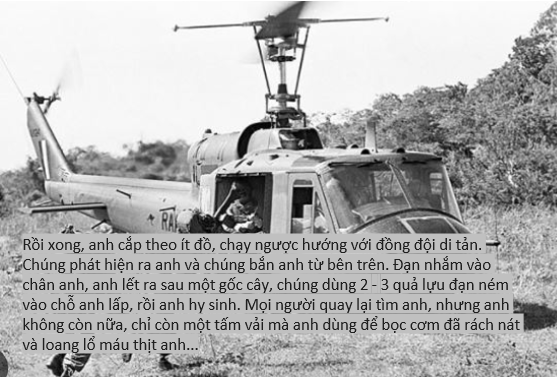 RA
Rồi xong, anh cắp theo ít đồ, chạy ngược hướng với đồng đội di tản.
Chúng phát hiện ra anh và chúng bắn anh từ bên trên. Đạn nhắm vào
chân anh, anh lết ra sau một gốc cây, chúng dùng 2 - 3 quả lựu đạn ném
vào chỗ anh lấp, rồi anh hy sinh. Mọi người quay lại tìm anh, nhưng anh
không còn nữa, chỉ còn một tấm vải mà anh dùng để bọc cơm đã rách nát
và loang lổ máu thịt anh...